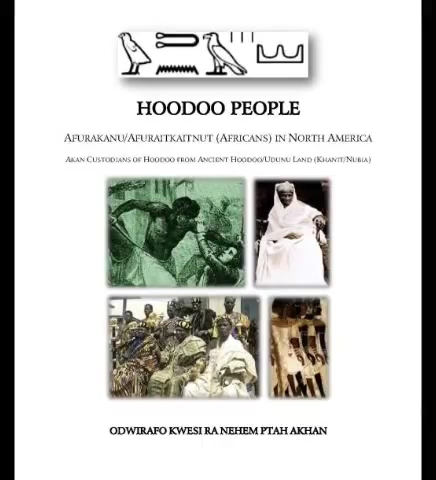 HOODOO PEOPLE
AFURAKANU/AFURAITKAITNUT (AFRICANS) IN NORTH AMERICA
AKAN CUSTODIANS OF HOODOO FROM ANCIENT HOODOO/UDUNU LAND (KHANIT/NUBIA)
ODWIRAFO KWESI RA NEHEM PTAH AKHAN